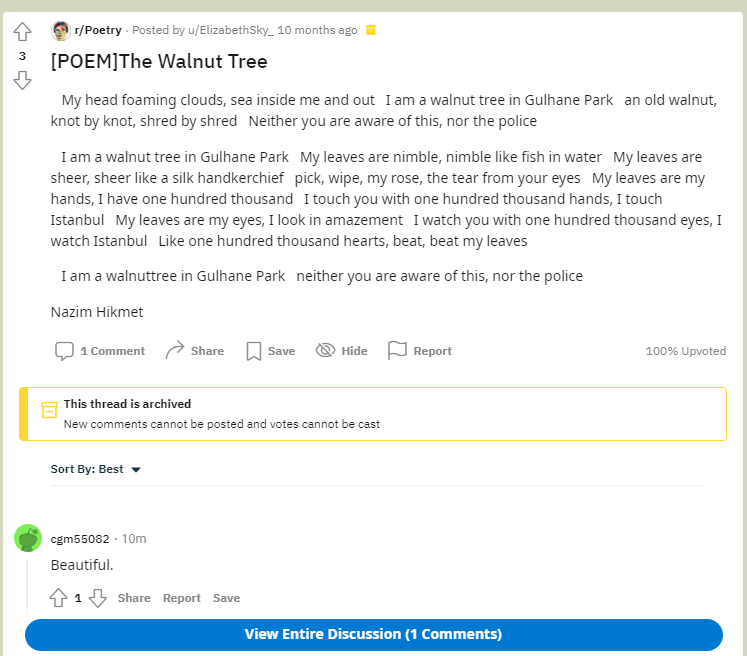 r/Poetry · Posted by u/ElizabethSky_ 10 months ago
3
[POEM]The Walnut Tree
My head foaming clouds, sea inside me and out   I am a walnut tree in Gulhane Park   an old walnut,
knot by knot, shred by shred   Neither you are aware of this, nor the police
I am a walnut tree in Gulhane Park   My leaves are nimble, nimble like fish in water   My leaves are
sheer, sheer like a silk handkerchief   pick, wipe, my rose, the tear from your eyes   My leaves are my
hands, I have one hundred thousand   I touch you with one hundred thousand hands, I touch
Istanbul   My leaves are my eyes, I look in amazement   I watch you with one hundred thousand eyes, I
watch Istanbul   Like one hundred thousand hearts, beat, beat my leaves
I am a walnuttree in Gulhane Park   neither you are aware of this, nor the police
Nazim Hikmet
1 Comment Share Save Hide Report 100% Upvoted
This thread is archived
New comments cannot be posted and votes cannot be cast
Sort By: Best
cgm55082 · 10m
Beautiful.
1 Share Report Save
View Entire Discussion (1 Comments)